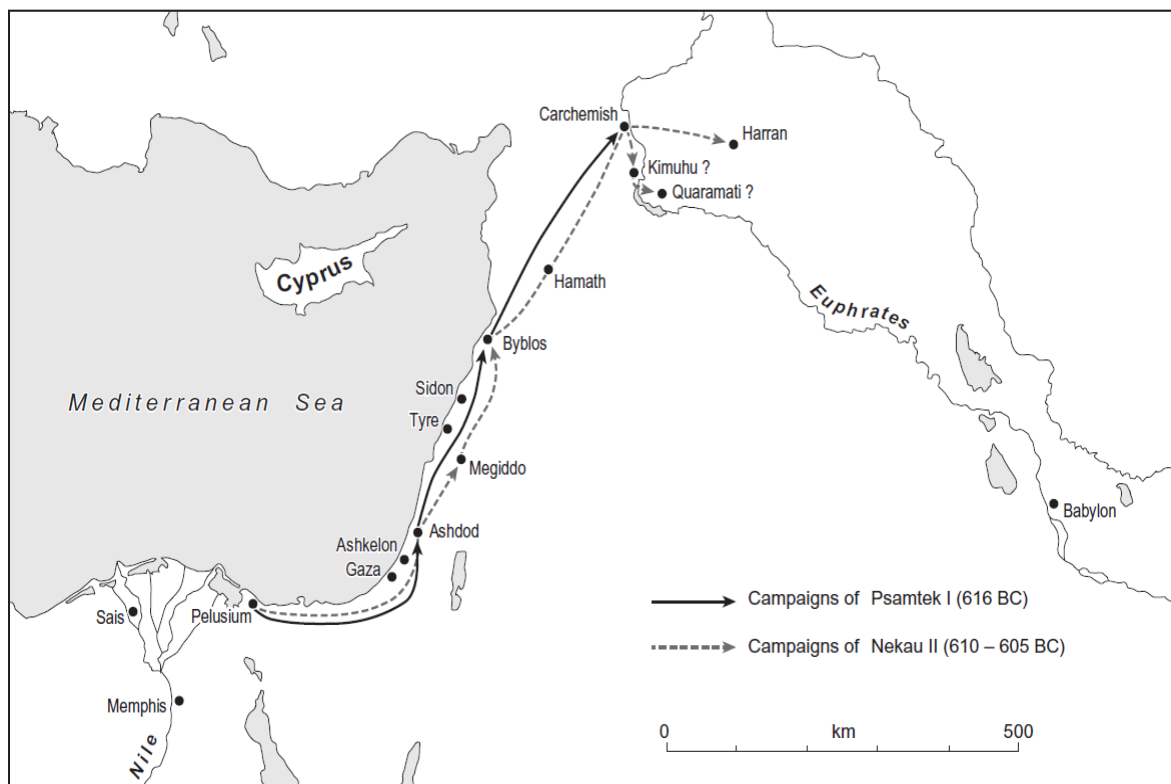 Carchemish
Harran
Kimuhu ?
Quaramati ?
Cyprus
Hamath
Euphrates
Byblos
Sidon
Mediterranean Sea
Tyre
Megiddo
Babylon
Ashdod
Ashkelon
Gaza
Sais
Pelusium
Campaigns of Psamtek I (616 BC)
Campaigns of Nekau II (610 – 605 BC)
Memphis
Nile
0 km 500